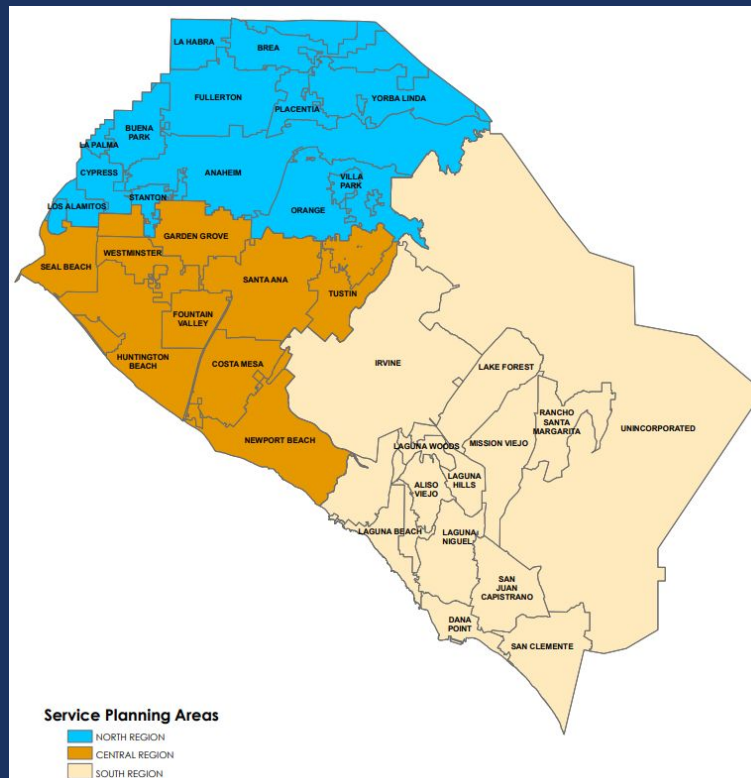 LA HABRA
BREA
FULLERTON
PLACENTIA
YORBA LINDA
BUENA
PARK
LA PALMA
CYPRESS
ANAHEIM
VILLA
PARK
STANTON
LOS ALAMITOS
ORANGE
GARDEN GROVE
WESTMINSTER
SEAL BEACH
SANTA ANA
TUSTIN
FOUNTAIN
VALLEY
HUNTINGTON
BEACH
COSTA MESA
IRVINE
LAKE FOREST
NEWPORT BEACH
LAGUNA WOODS
MISSION VIEJO
RANCHO
SANTA
MARGARITA
UNINCORPORATED
ALISO
VIEJO
LAGUNA
HILLS
LAGUNA BEACH
LAGUNA
NIGUEL
SAN
JUAN
CAPISTRANO
DANA
POINT
SAN CLEMENTE
Service Planning Areas
NORTH REGION
CENTRAL REGION
SOUTH REGION